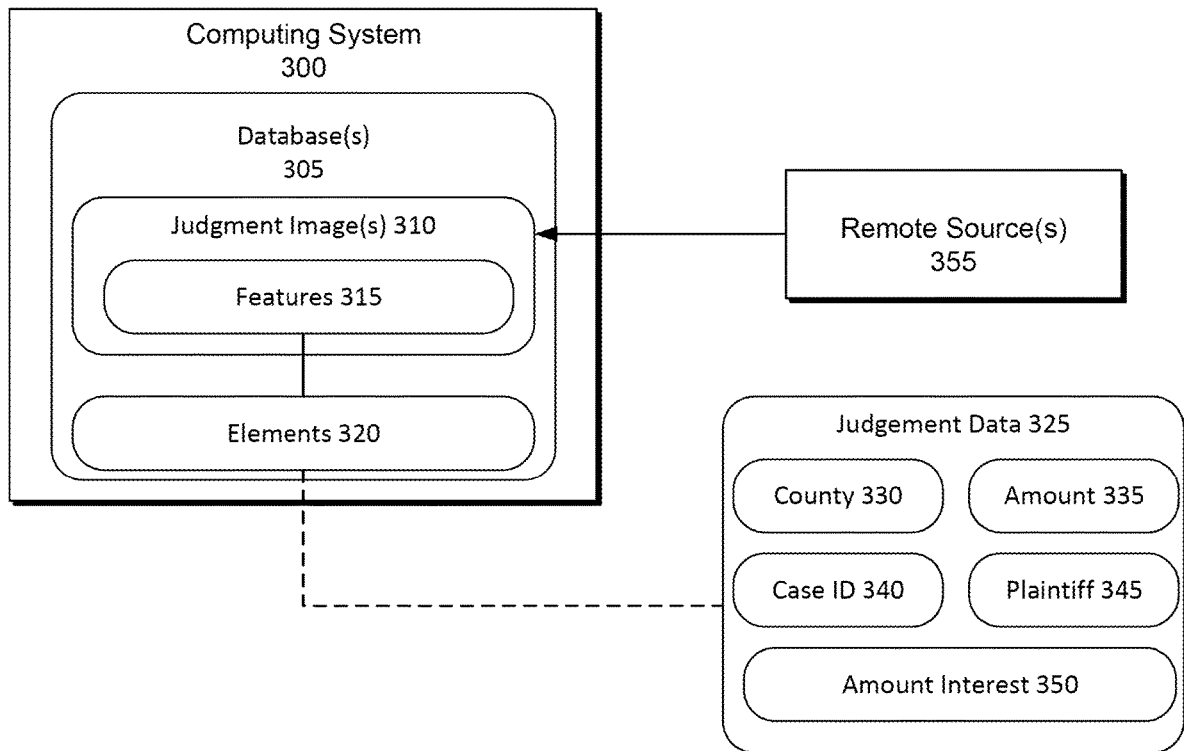 Computing System
300
Database(s)
305
Judgment Image(s) 310
Features 315
Elements 320
Remote Source(s)
355
Judgement Data 325
County 330
Amount 335
Case ID 340
Plaintiff 345
Amount Interest 350